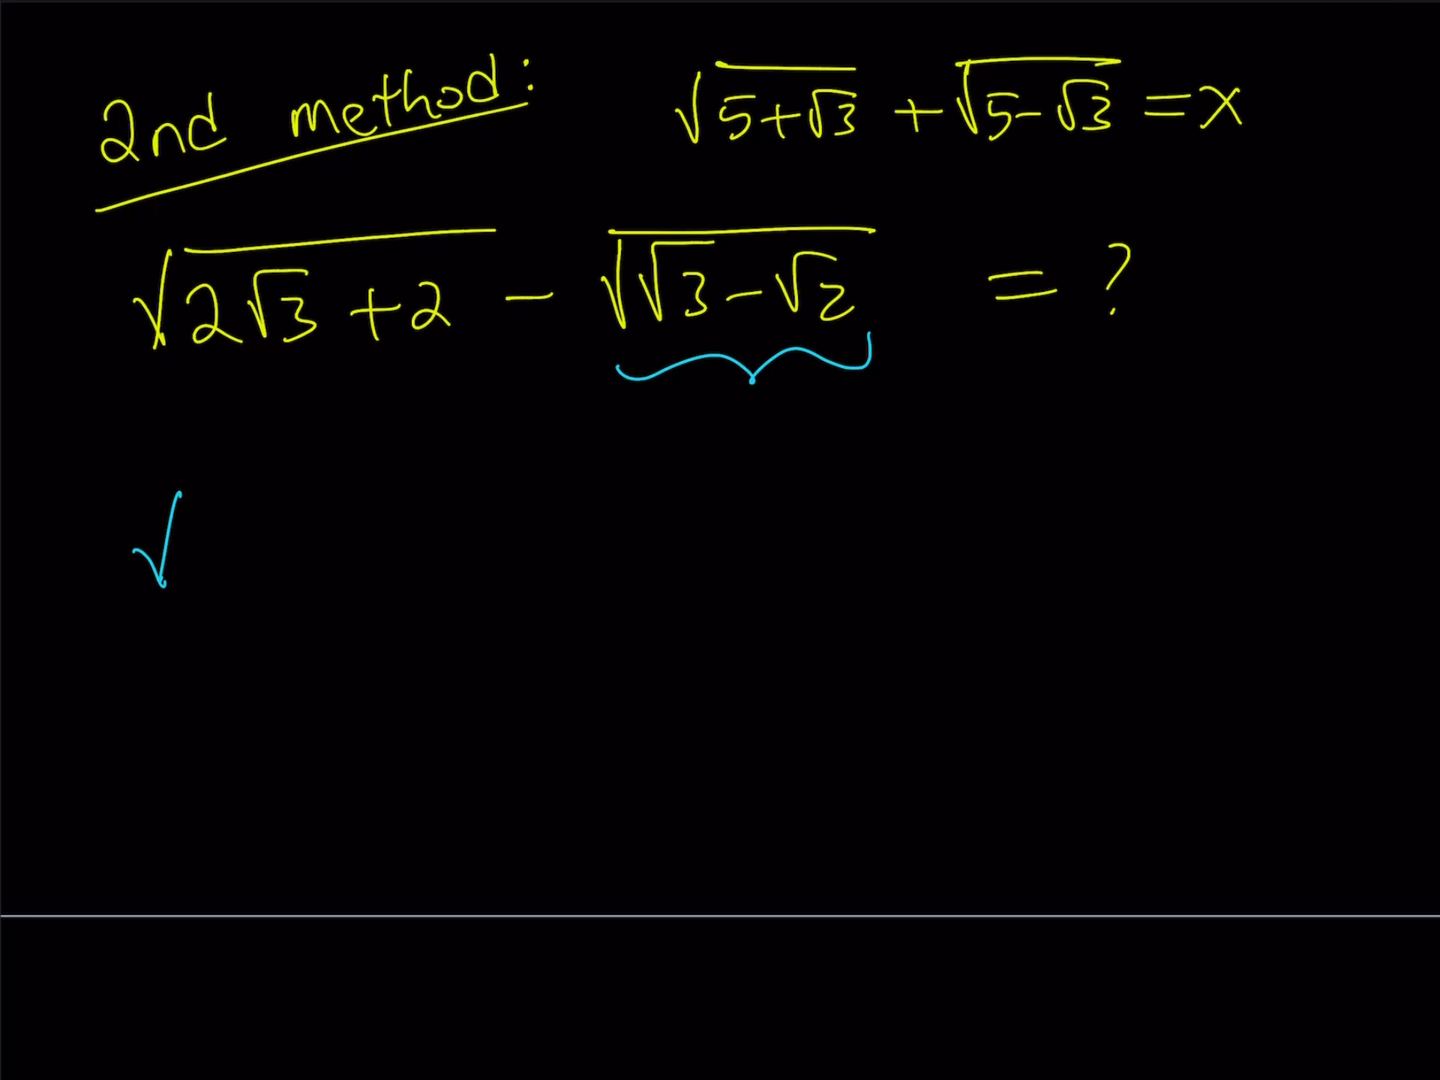 2nd method: √(5+√3) + √(5-√3) = x
√(2√3 + 2) - √(√3 - √2) = ?
√